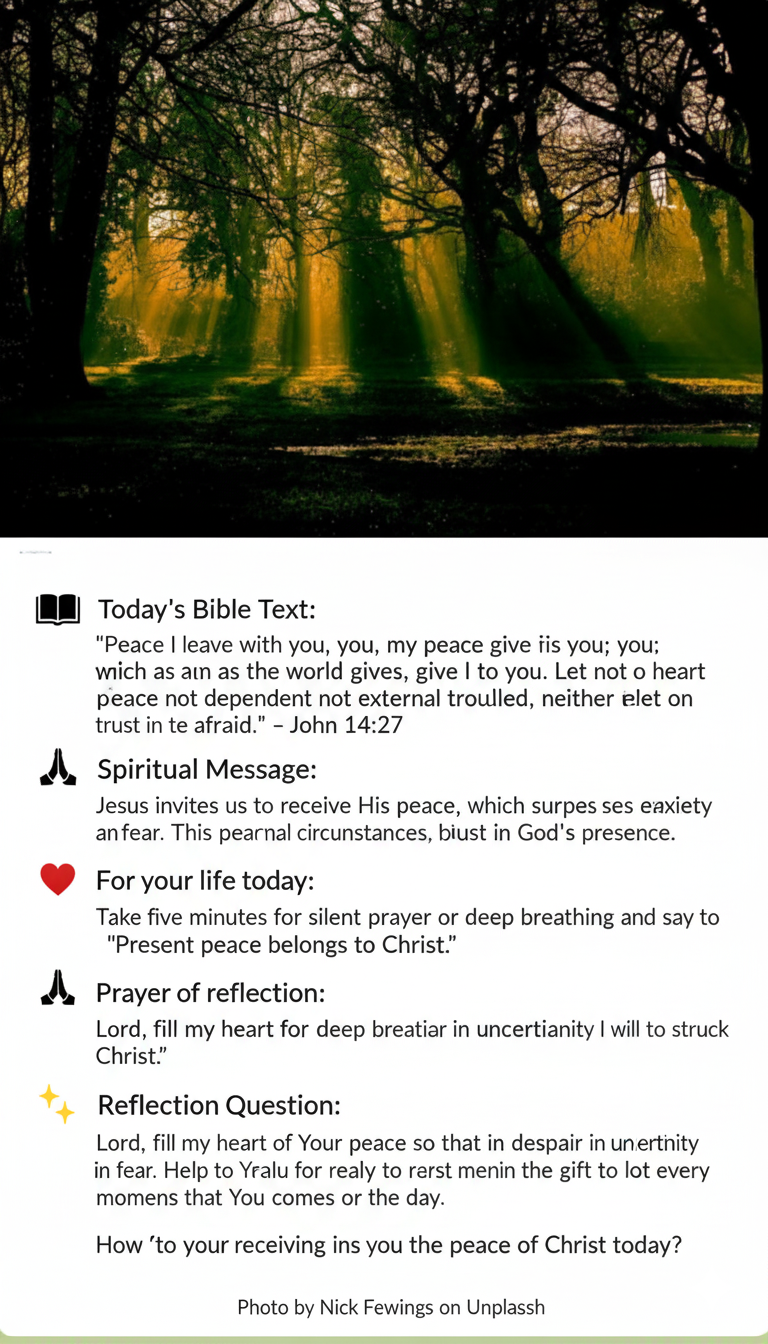 Today's Bible Text:
"Peace I leave with you, you, my peace give iis you; you;
wnich as aın as the world gives, give I to you. Let not o heart
peace not dependent not external troulled, neither elet on
trust in te afraid." – John 14:27
Spiritual Message:
Jesus invites us to receive His peace, which surpes ses eaxiety
an fear. This pearnal circunstances, biust in God's presence.
For your life today:
Take five minutes for silent prayer or deep breathing and say to
"Present peace belongs to Christ."
Prayer of reflection:
Lord, fill my heart for deep breatiar in uncertianity I will to struck
Christ."
Reflection Question:
Lord, fill my heart of Your peace so that in despair in un.ertnity
in fear. Help to Yralu for realy to rerst menin the gift to lot every
momens that You comes or the day.
How 'to your receiving ins you the peace of Christ today?
Photo by Nick Fewings on Unplassh